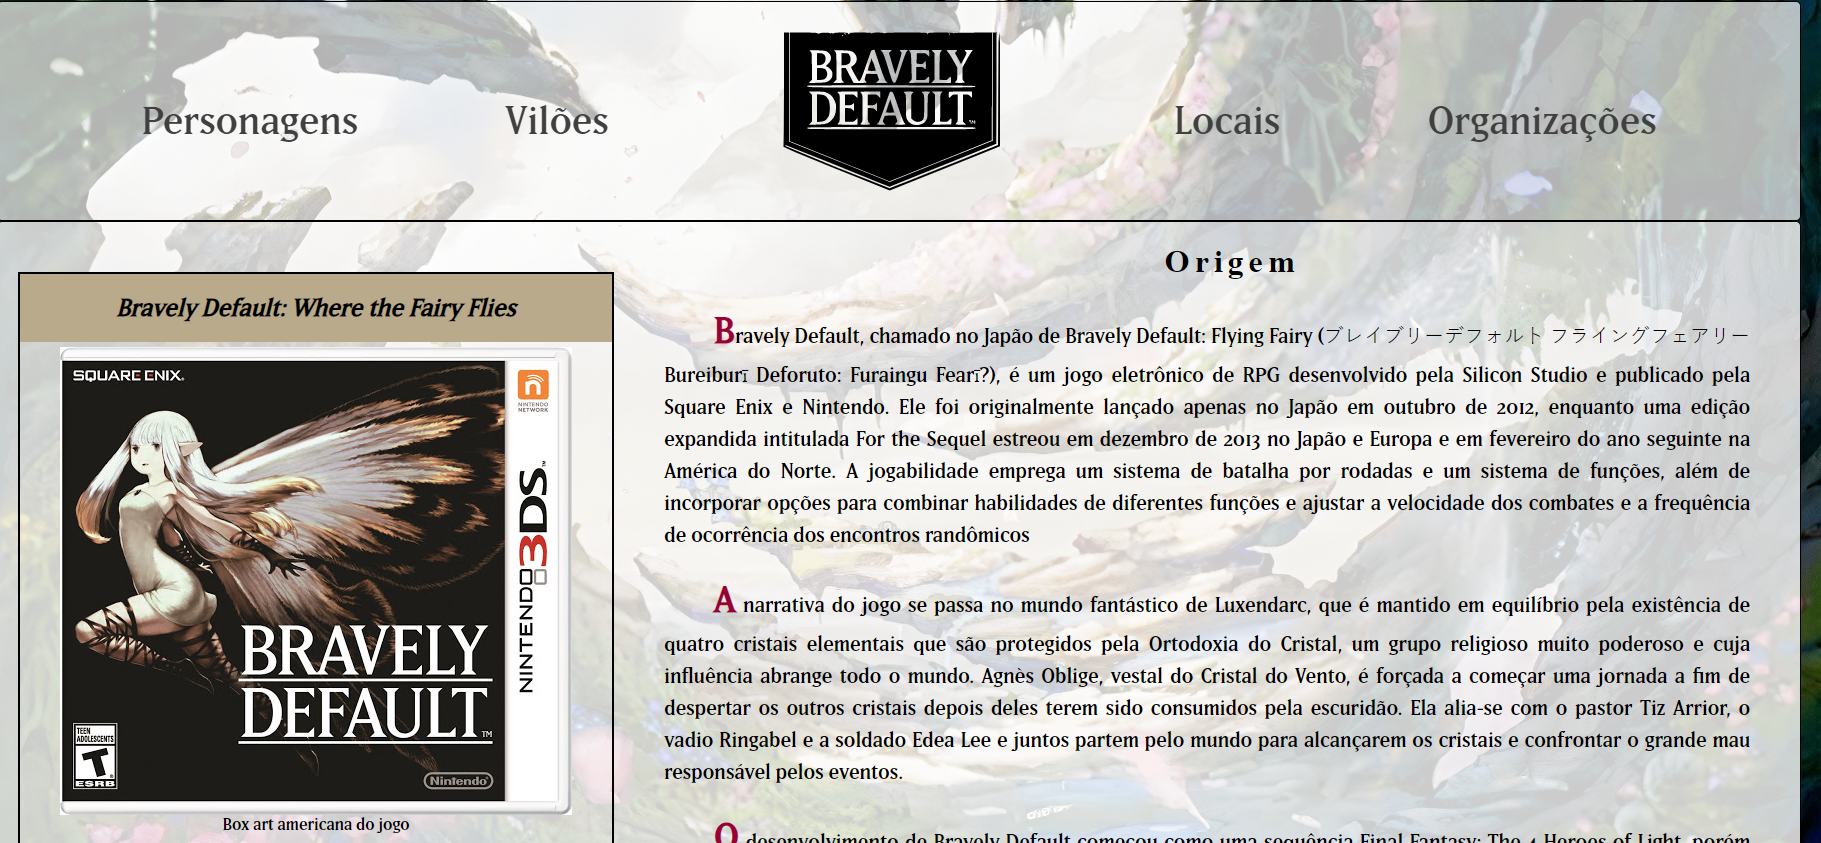 Personagens
Vilões
BRAVELY
DEFAULT™
Locais
Organizações
Bravely Default: Where the Fairy Flies
SQUARE ENIX.
NINTENDO
NETWORK
NINTENDO 3DS™
BRAVELY
DEFAULT™
TEEN
ADOLESCENTS
T
ESRB
Nintendo
Box art americana do jogo
Origem
Bravely Default, chamado no Japão de Bravely Default: Flying Fairy (ブレイブリーデフォルト フライングフェアリー
Bureiburī Deforuto: Furaingu Fearī?), é um jogo eletrônico de RPG desenvolvido pela Silicon Studio e publicado pela
Square Enix e Nintendo. Ele foi originalmente lançado apenas no Japão em outubro de 2012, enquanto uma edição
expandida intitulada For the Sequel estreou em dezembro de 2013 no Japão e Europa e em fevereiro do ano seguinte na
América do Norte. A jogabilidade emprega um sistema de batalha por rodadas e um sistema de funções, além de
incorporar opções para combinar habilidades de diferentes funções e ajustar a velocidade dos combates e a frequência
de ocorrência dos encontros randômicos
A narrativa do jogo se passa no mundo fantástico de Luxendarc, que é mantido em equilíbrio pela existência de
quatro cristais elementais que são protegidos pela Ortodoxia do Cristal, um grupo religioso muito poderoso e cuja
influência abrange todo o mundo. Agnès Oblige, vestal do Cristal do Vento, é forçada a começar uma jornada a fim de
despertar os outros cristais depois deles terem sido consumidos pela escuridão. Ela alia-se com o pastor Tiz Arrior, o
vadio Ringabel e a soldado Edea Lee e juntos partem pelo mundo para alcançarem os cristais e confrontar o grande mau
responsável pelos eventos.
O desenvolvimento de Bravely Default começou como uma sequência Final Fantasy: The 4 Heroes of Light, porém